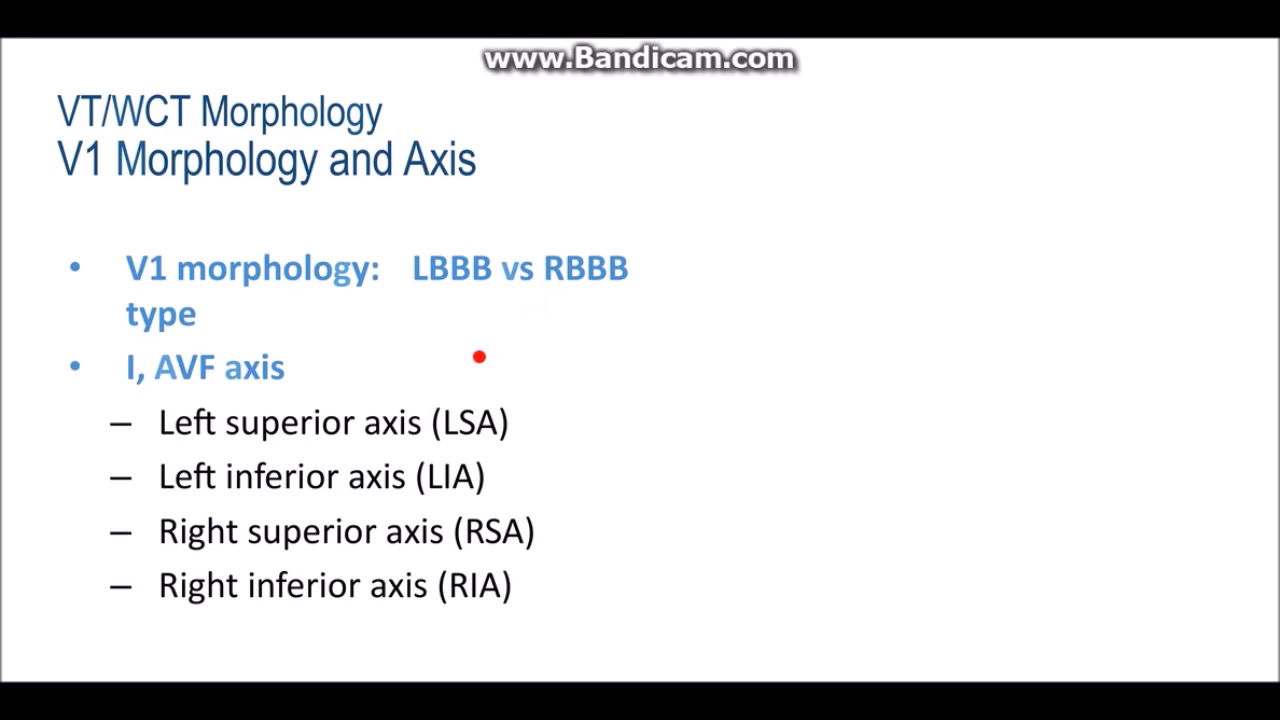 www.Bandicam.com
VT/WCT Morphology
V1 Morphology and Axis
• V1 morphology: LBBB vs RBBB
type
• I, AVF axis
– Left superior axis (LSA)
– Left inferior axis (LIA)
– Right superior axis (RSA)
– Right inferior axis (RIA)